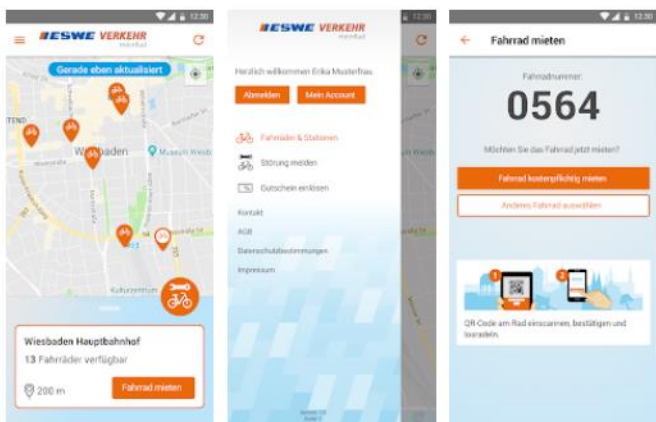 12:30
ESWE VERKEHR
meinRad
Gerade eben aktualisiert
Wiesbaden
Museum Wiesb
Kulturzentrum
Wiesbaden Hauptbahnhof
13 Fahrräder verfügbar
200 m
Fahrrad mieten
12:30
ESWE VERKEHR
meinRad
Herzlich willkommen Erika Musterfrau
Abmelden
Mein Account
Fahrräder & Stationen
Störung melden
Gutschein einlösen
Kontakt
AGB
Datenschutzbestimmungen
Impressum
12:30
Fahrrad mieten
Fahrradnummer:
0564
Möchten Sie das Fahrrad jetzt mieten?
Fahrrad kostenpflichtig mieten
Anderes Fahrrad auswählen
1
2
QR-Code am Rad einscannen, bestätigen und
losradeln.